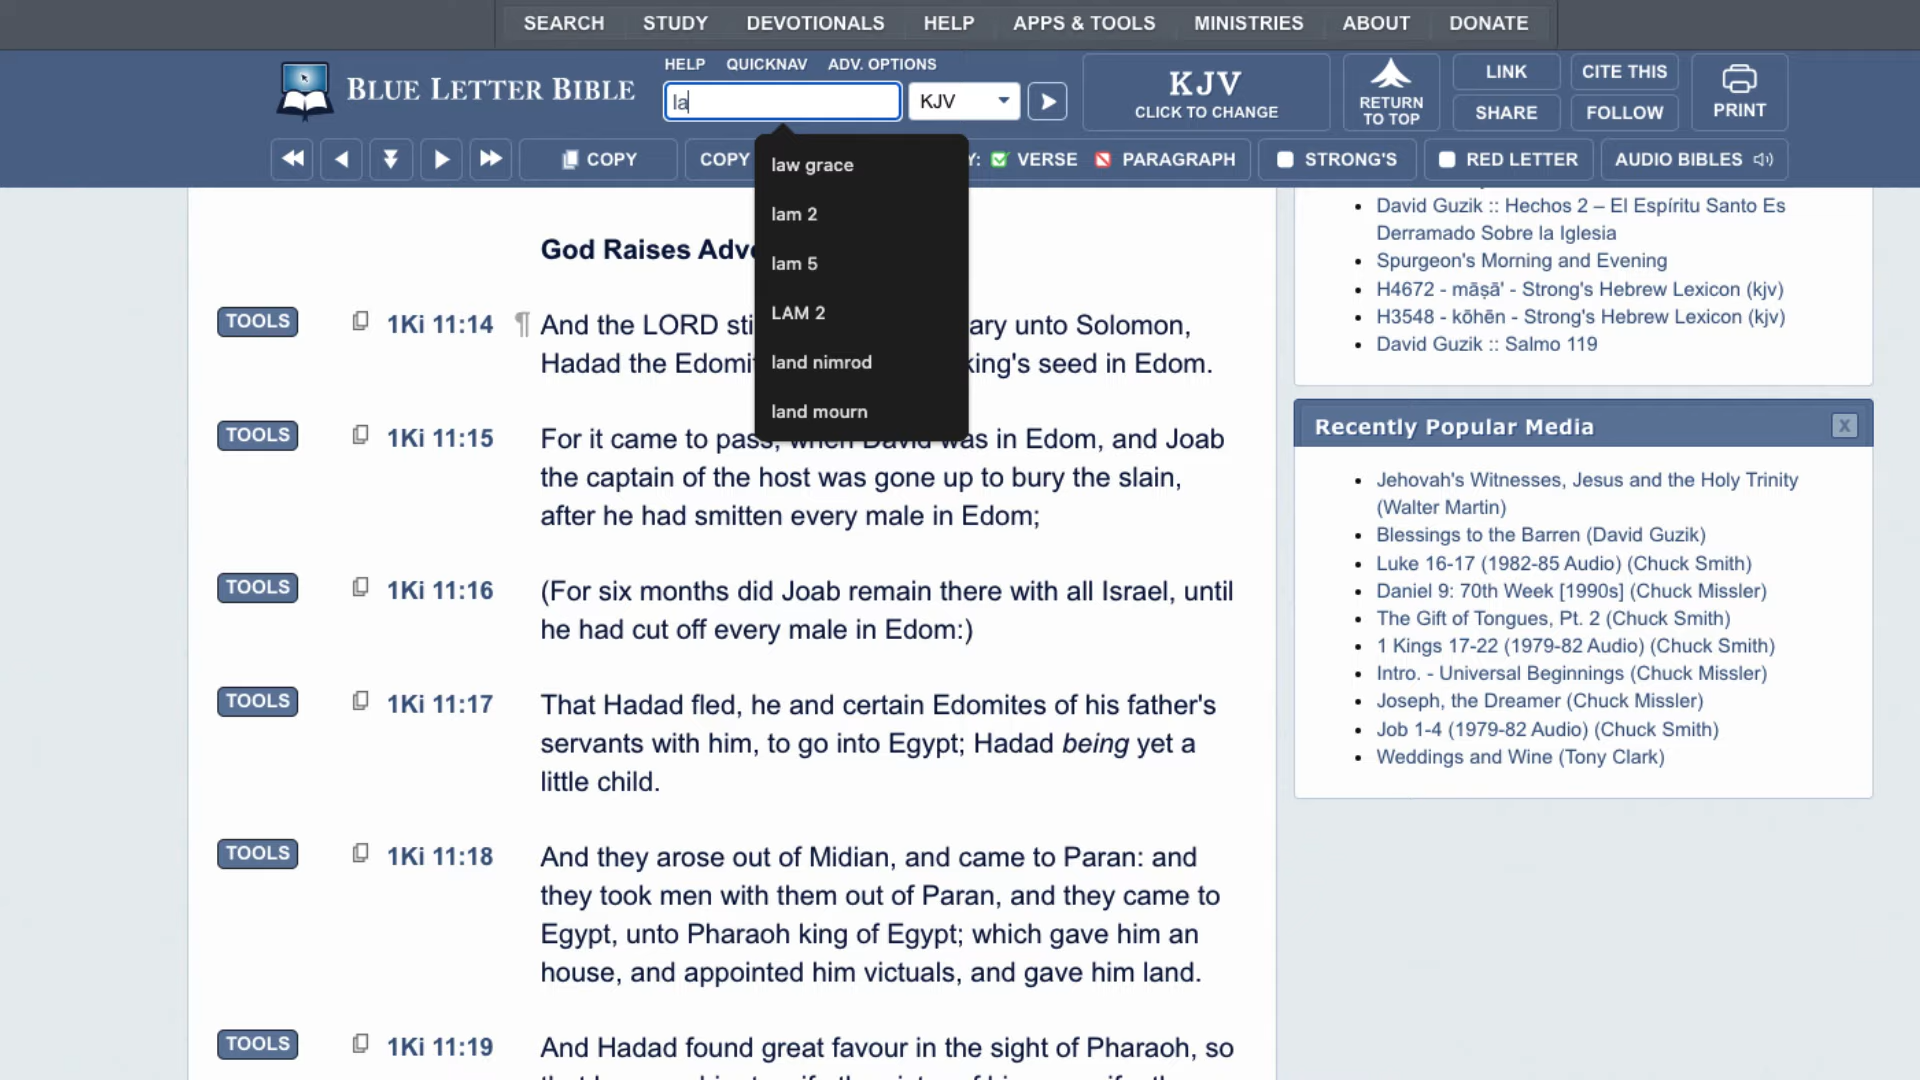 SEARCH STUDY DEVOTIONALS HELP APPS & TOOLS MINISTRIES ABOUT DONATE
BLUE LETTER BIBLE
HELP QUICKNAV ADV. OPTIONS
la
KJV
KJV
CLICK TO CHANGE
RETURN
TO TOP
LINK
CITE THIS
SHARE
FOLLOW
PRINT
COPY
COPY
Y:
VERSE
PARAGRAPH
STRONG'S
RED LETTER
AUDIO BIBLES
law grace
lam 2
lam 5
LAM 2
land nimrod
land mourn
God Raises Adve
TOOLS 1Ki 11:14 ¶ And the LORD sti ary unto Solomon,
Hadad the Edomi king's seed in Edom.
TOOLS 1Ki 11:15 For it came to pass, when David was in Edom, and Joab
the captain of the host was gone up to bury the slain,
after he had smitten every male in Edom;
TOOLS 1Ki 11:16 (For six months did Joab remain there with all Israel, until
he had cut off every male in Edom:)
TOOLS 1Ki 11:17 That Hadad fled, he and certain Edomites of his father's
servants with him, to go into Egypt; Hadad being yet a
little child.
TOOLS 1Ki 11:18 And they arose out of Midian, and came to Paran: and
they took men with them out of Paran, and they came to
Egypt, unto Pharaoh king of Egypt; which gave him an
house, and appointed him victuals, and gave him land.
TOOLS 1Ki 11:19 And Hadad found great favour in the sight of Pharaoh, so
David Guzik :: Hechos 2 – El Espíritu Santo Es
Derramado Sobre la Iglesia
Spurgeon's Morning and Evening
H4672 - māṣā' - Strong's Hebrew Lexicon (kjv)
H3548 - kōhēn - Strong's Hebrew Lexicon (kjv)
David Guzik :: Salmo 119
Recently Popular Media
X
Jehovah's Witnesses, Jesus and the Holy Trinity
(Walter Martin)
Blessings to the Barren (David Guzik)
Luke 16-17 (1982-85 Audio) (Chuck Smith)
Daniel 9: 70th Week [1990s] (Chuck Missler)
The Gift of Tongues, Pt. 2 (Chuck Smith)
1 Kings 17-22 (1979-82 Audio) (Chuck Smith)
Intro. - Universal Beginnings (Chuck Missler)
Joseph, the Dreamer (Chuck Missler)
Job 1-4 (1979-82 Audio) (Chuck Smith)
Weddings and Wine (Tony Clark)